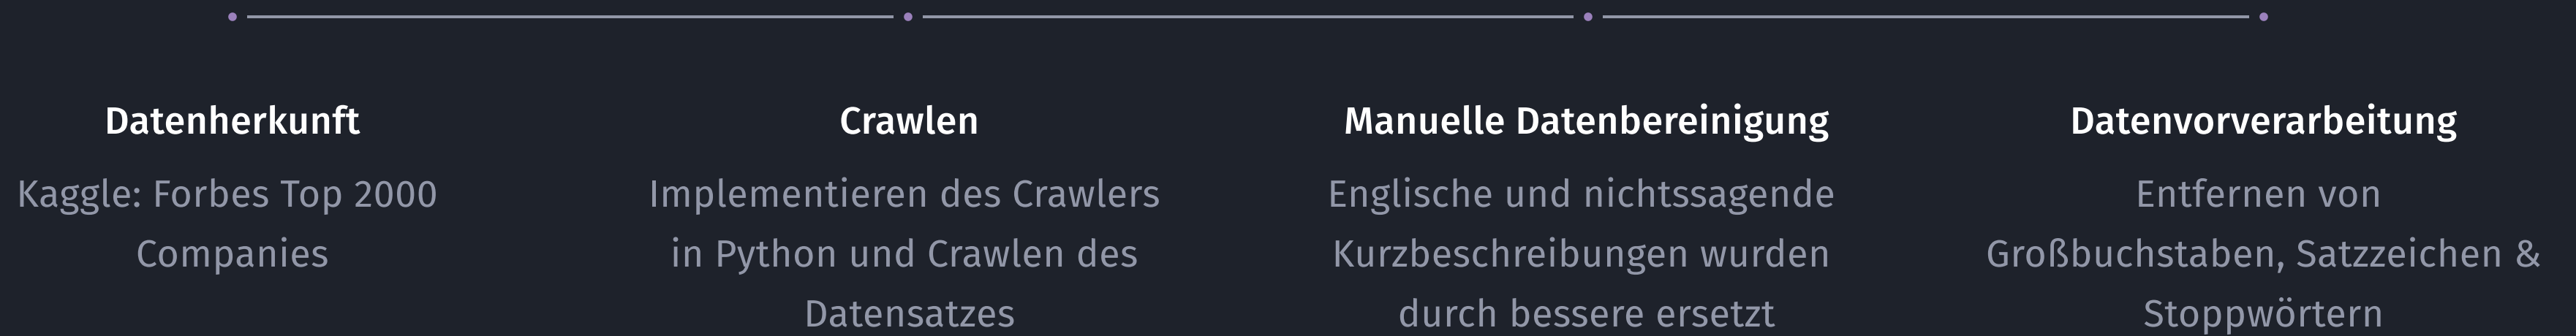 Datenherkunft
Kaggle: Forbes Top 2000
Companies
Crawlen
Implementieren des Crawlers
in Python und Crawlen des
Datensatzes
Manuelle Datenbereinigung
Englische und nichtssagende
Kurzbeschreibungen wurden
durch bessere ersetzt
Datenvorverarbeitung
Entfernen von
Großbuchstaben, Satzzeichen &
Stoppwörtern